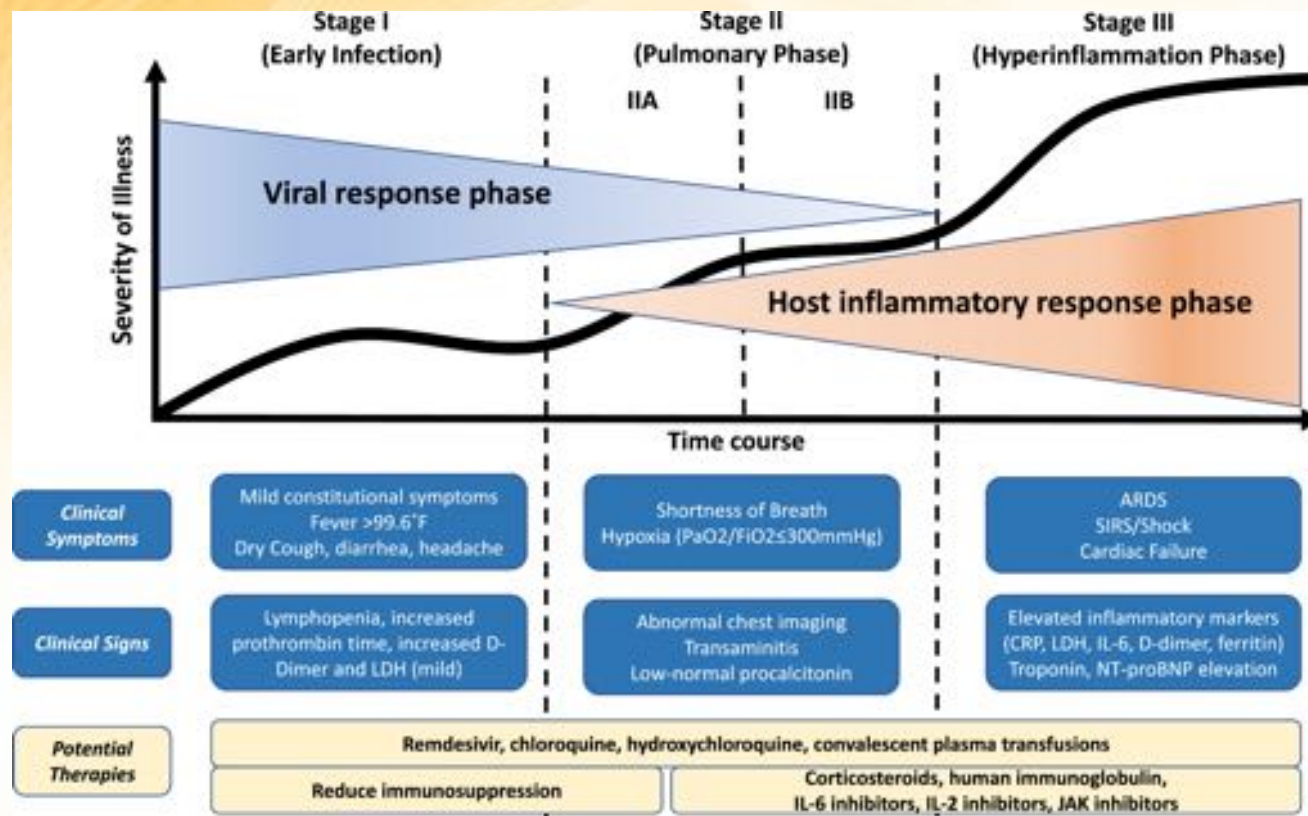 Stage I
(Early Infection)
Stage II
(Pulmonary Phase)
Stage III
(Hyperinflammation Phase)
IIA
IIB
Severity of Illness
Viral response phase
Host inflammatory response phase
Time course
Clinical
Symptoms
Mild constitutional symptoms
Fever >99.6°F
Dry Cough, diarrhea, headache
Shortness of Breath
Hypoxia (PaO2/FiO2≤300mmHg)
ARDS
SIRS/Shock
Cardiac Failure
Clinical Signs
Lymphopenia, increased
prothrombin time, increased D-
Dimer and LDH (mild)
Abnormal chest imaging
Transaminitis
Low-normal procalcitonin
Elevated inflammatory markers
(CRP, LDH, IL-6, D-dimer, ferritin)
Troponin, NT-proBNP elevation
Potential
Therapies
Remdesivir, chloroquine, hydroxychloroquine, convalescent plasma transfusions
Reduce immunosuppression
Corticosteroids, human immunoglobulin,
IL-6 inhibitors, IL-2 inhibitors, JAK inhibitors